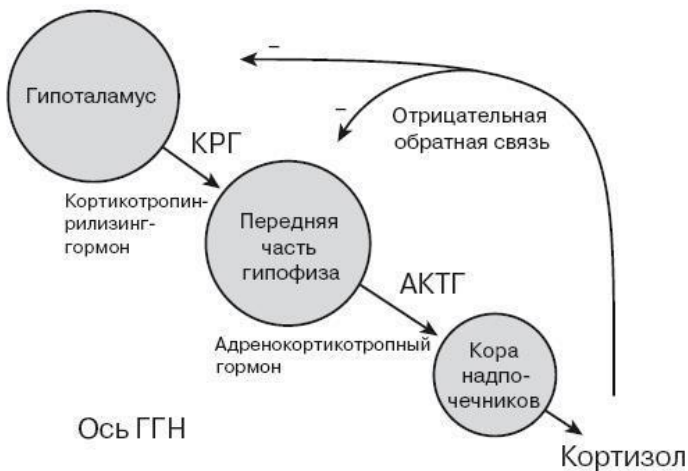 –
Гипоталамус
–
Отрицательная
обратная связь
КРГ
Кортикотропин-
рилизинг-
гормон
Передняя
часть
гипофиза
АКТГ
Адренокортикотропный
гормон
Кора
надпо-
чечников
Ось ГГН
Кортизол